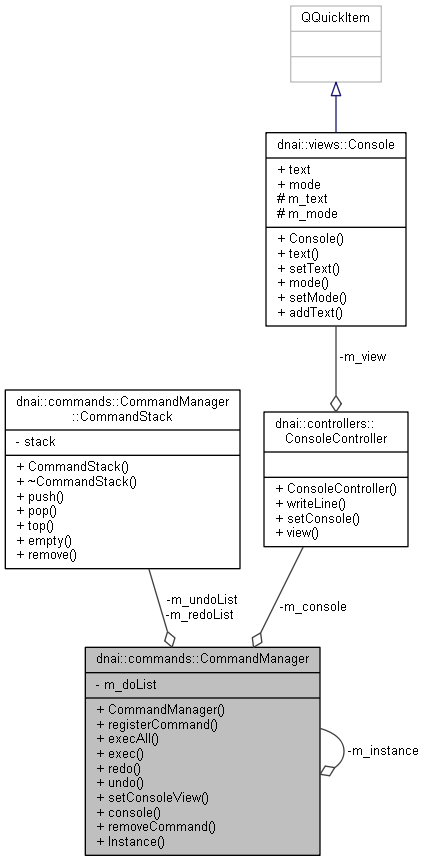 QQuickItem
dnai::views::Console
+ text
+ mode
# m_text
# m_mode
+ Console()
+ text()
+ setText()
+ mode()
+ setMode()
+ addText()
-m_view
dnai::commands::CommandManager
::CommandStack
- stack
+ CommandStack()
+ ~CommandStack()
+ push()
+ pop()
+ top()
+ empty()
+ remove()
dnai::controllers::
ConsoleController
+ ConsoleController()
+ writeLine()
+ setConsole()
+ view()
-m_undoList
-m_redoList
-m_console
dnai::commands::CommandManager
- m_doList
+ CommandManager()
+ registerCommand()
+ execAll()
+ exec()
+ redo()
+ undo()
+ setConsoleView()
+ console()
+ removeCommand()
+ Instance()
-m_instance